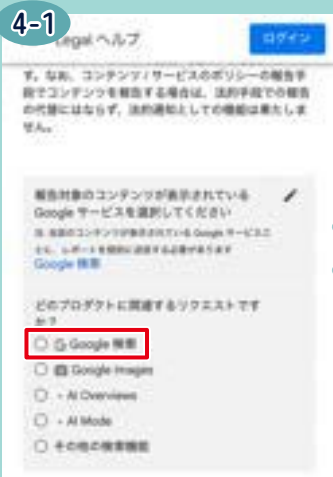 4-1
Legal ヘルプ
ログイン
す。なお、コンテンツ / サービスのポリシーの報告手
段でコンテンツを報告する場合は、法的手段での報告
の代替にはならず、法的通知としての機能は果たしま
せん。
報告対象のコンテンツが表示されている
Google サービスを選択してください
Google 検索
どのプロダクトに関連するリクエストです
か？
G Google 検索
Google Images
- AI Overviews
- AI Mode
その他の検索機能